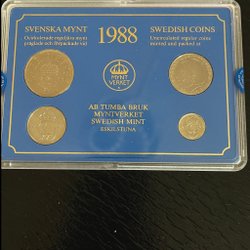 SVENSKA MYNT
Ocirkulerade regulära mynt
präglade och förpackade vid
1988
SWEDISH COINS
Uncirculated regular coins
minted and packed at
MYNT
VERKET
AB TUMBA BRUK
MYNTVERKET
SWEDISH MINT
ESKILSTUNA